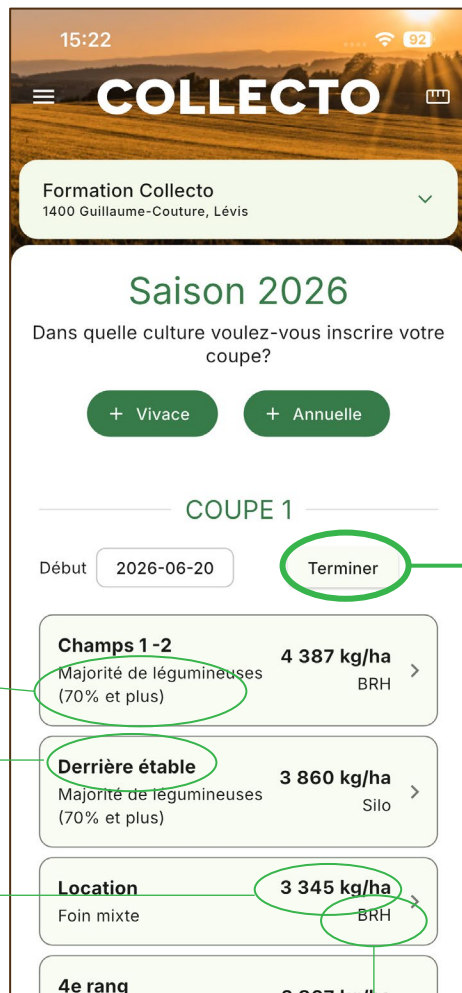 15:22
92
COLLECTO
Formation Collecto
1400 Guillaume-Couture, Lévis
Saison 2026
Dans quelle culture voulez-vous inscrire votre
coupe?
+ Vivace
+ Annuelle
COUPE 1
Début 2026-06-20 Terminer
Champs 1 -2
Majorité de légumineuses
(70% et plus)
4 387 kg/ha
BRH
Derrière étable
Majorité de légumineuses
(70% et plus)
3 860 kg/ha
Silo
Location
Foin mixte
3 345 kg/ha
BRH
4e rang